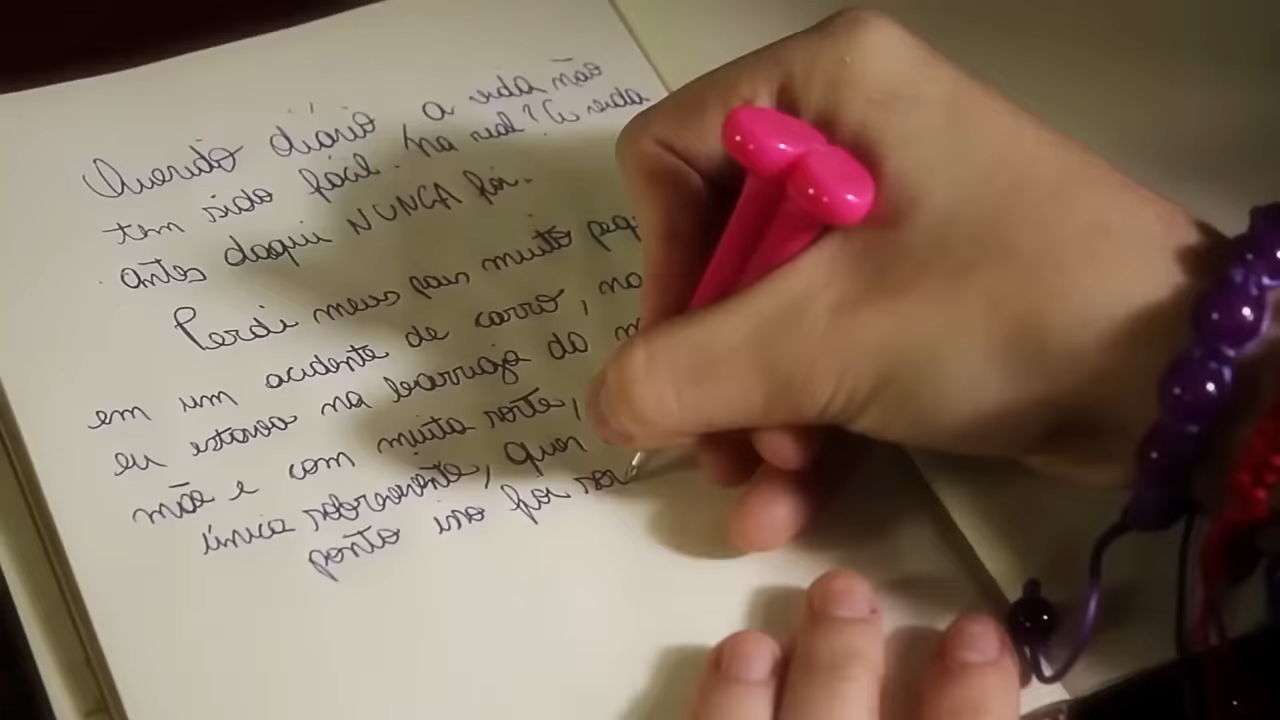 Querido diário, a vida não
tem sido fácil. Na real? A vida
antes daqui NUNCA foi.
Perdi meus pais muito peq
em um acidente de carro, no
eu estava na barriga da m
mãe e com muita sorte,
única sobrevivente, quer
ponto isso foi sor